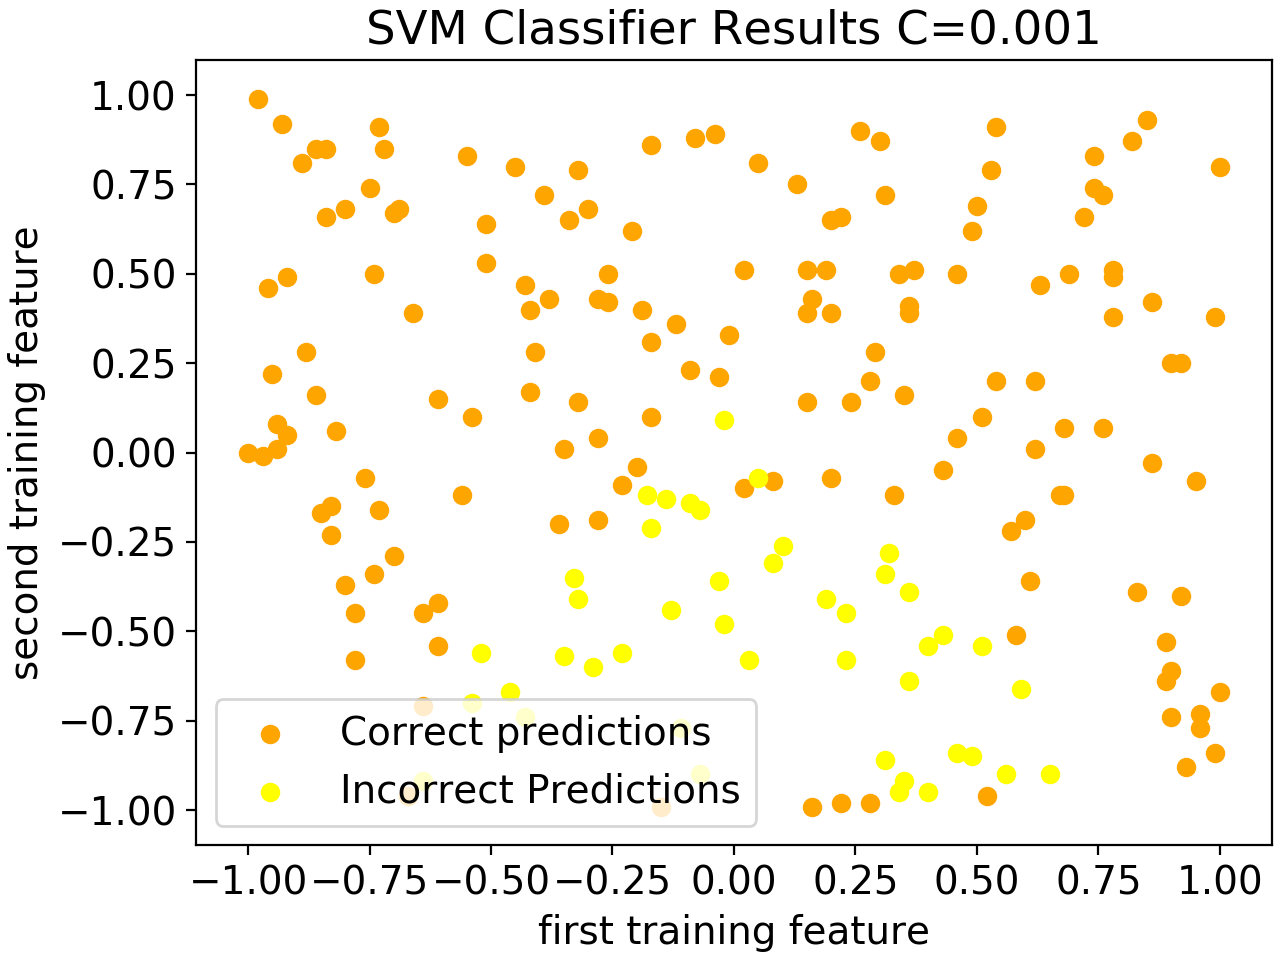 SVM Classifier Results C=0.001
1.00
0.75
0.50
0.25
0.00
−0.25
−0.50
−0.75
−1.00
second training feature
Correct predictions
Incorrect Predictions
−1.00 −0.75 −0.50 −0.25 0.00 0.25 0.50 0.75 1.00
first training feature